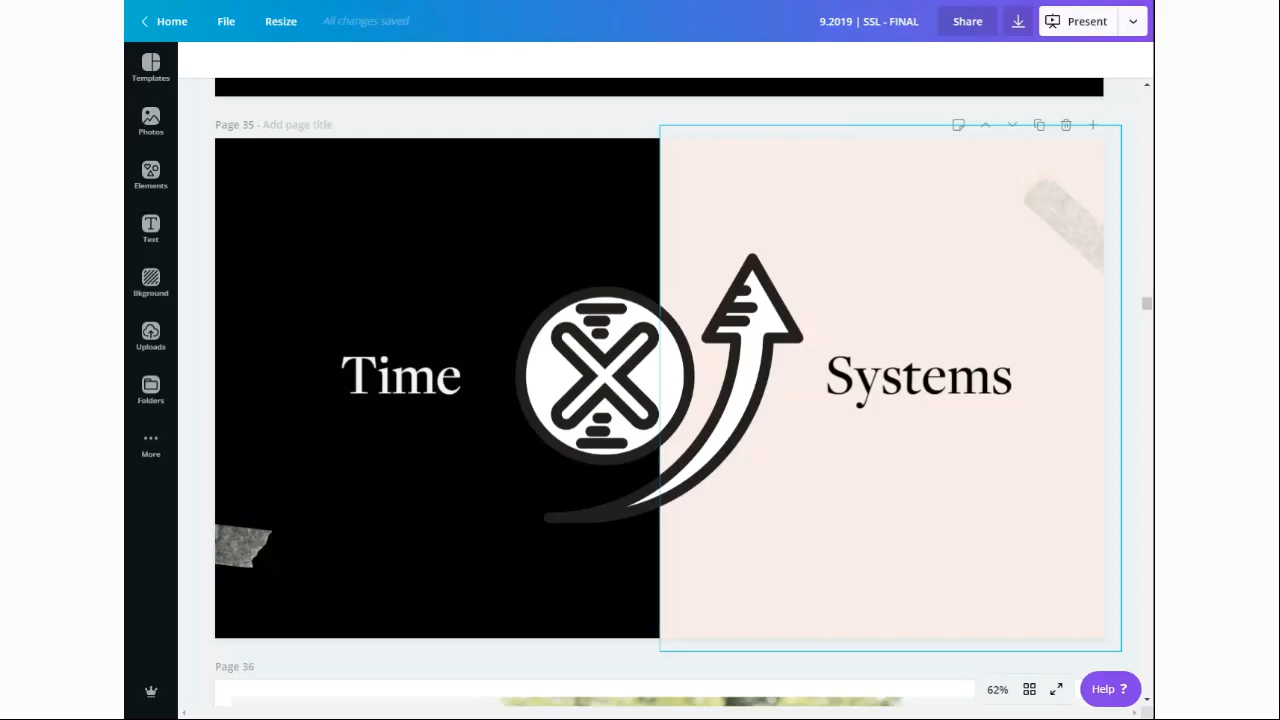 Home File Resize All changes saved 9.2019 | SSL - FINAL Share Present
Templates
Photos
Elements
Text
Bkground
Uploads
Folders
More
Page 35 - Add page title
Time
Systems
Page 36
62%
Help ?